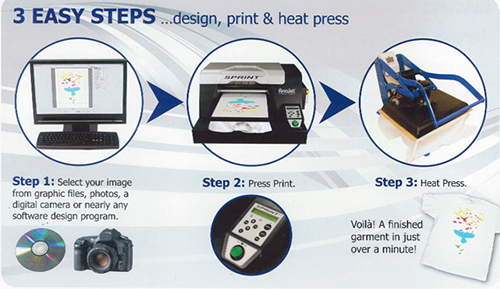 3 EASY STEPS ...design, print & heat press
SPRINT
Step 1: Select your image
from graphic files, photos, a
digital camera or nearly any
software design program.
Step 2: Press Print.
SPRINT
Step 3: Heat Press.
Voilà! A finished
garment in just
over a minute!